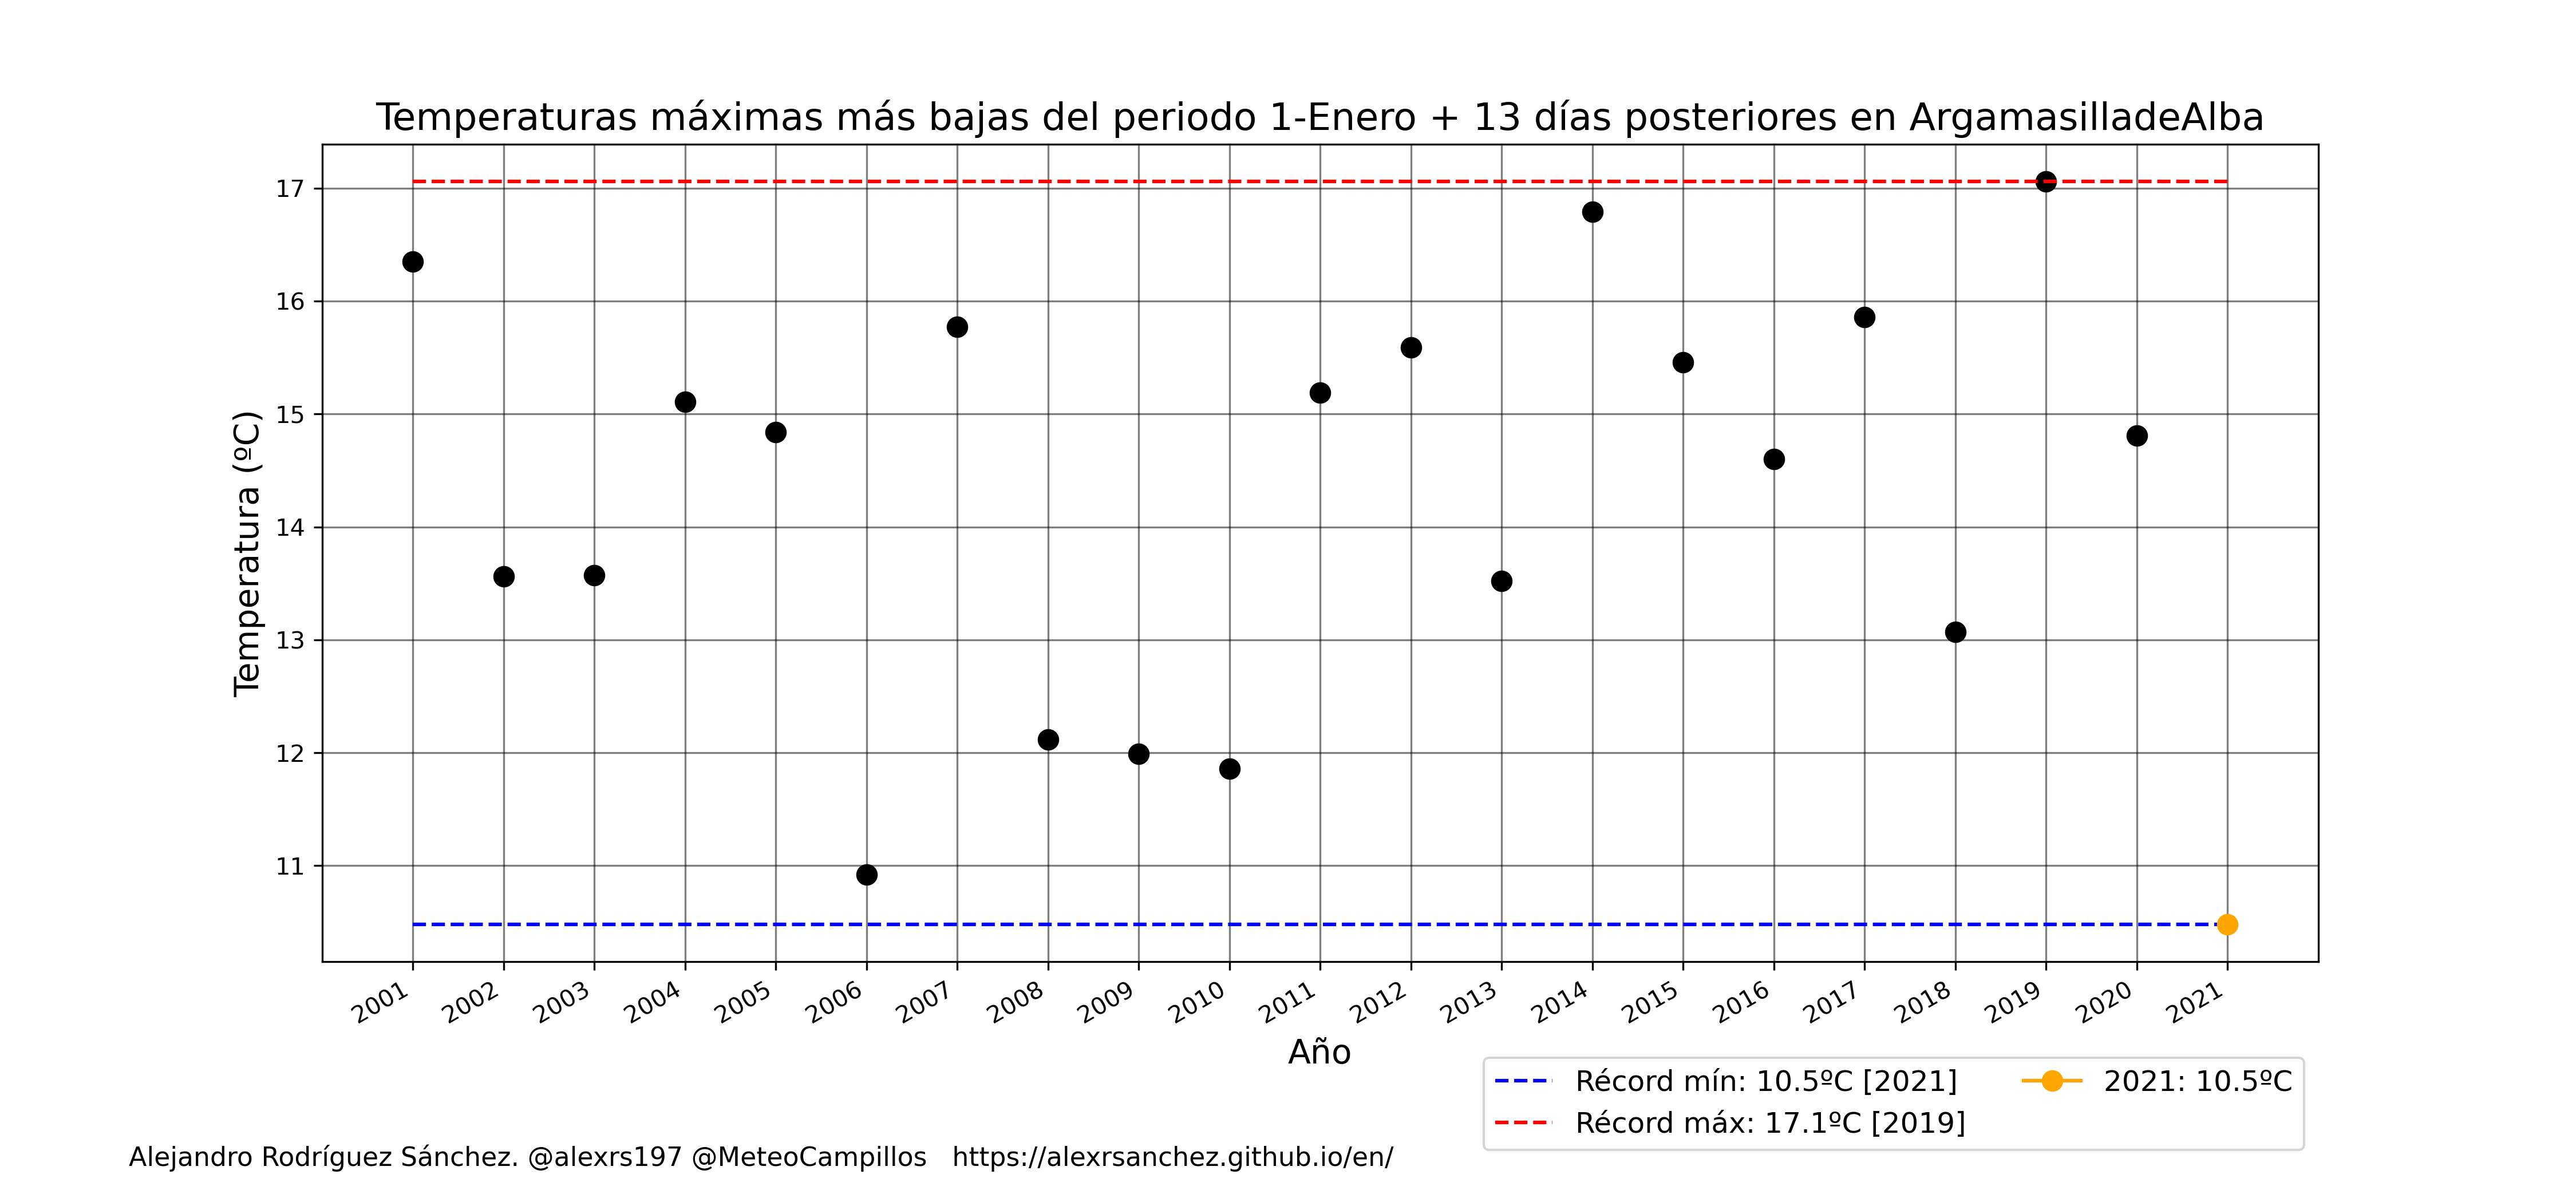 Temperaturas máximas más bajas del periodo 1-Enero + 13 días posteriores en ArgamasilladeAlba
Temperatura (ºC)
17
16
15
14
13
12
11
2001 2002 2003 2004 2005 2006 2007 2008 2009 2010 2011 2012 2013 2014 2015 2016 2017 2018 2019 2020 2021
Año
Récord mín: 10.5ºC [2021]
Récord máx: 17.1ºC [2019]
2021: 10.5ºC
Alejandro Rodríguez Sánchez. @alexrs197 @MeteoCampillos https://alexrsanchez.github.io/en/